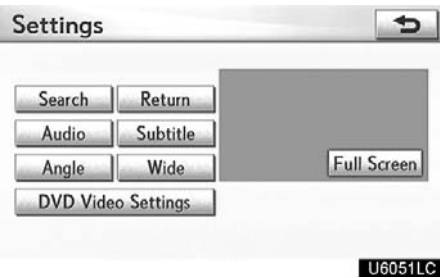 Settings
Search Return
Audio Subtitle
Angle Wide Full Screen
DVD Video Settings
U6051LC